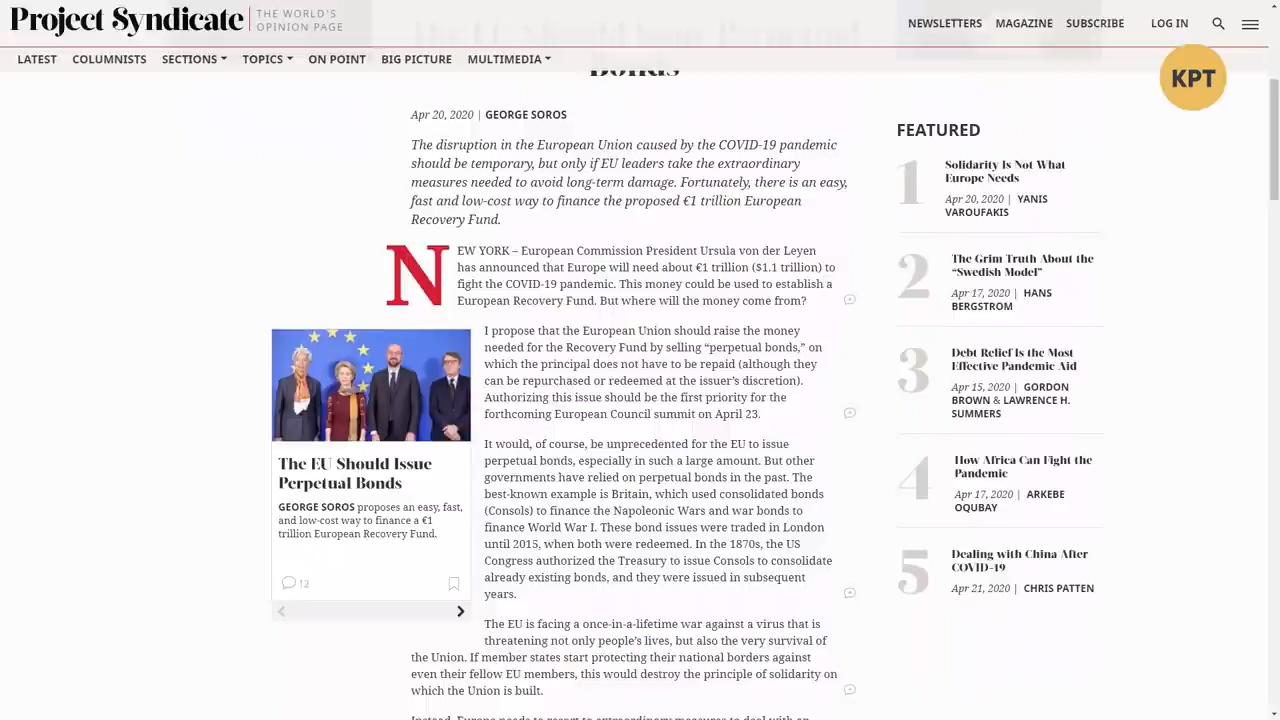 Project Syndicate
THE WORLD'S
OPINION PAGE
NEWSLETTERS MAGAZINE SUBSCRIBE LOG IN
LATEST COLUMNISTS SECTIONS TOPICS ON POINT BIG PICTURE MULTIMEDIA
KPT
Bonds
Apr 20, 2020 | GEORGE SOROS
The disruption in the European Union caused by the COVID-19 pandemic
should be temporary, but only if EU leaders take the extraordinary
measures needed to avoid long-term damage. Fortunately, there is an easy,
fast and low-cost way to finance the proposed €1 trillion European
Recovery Fund.
NEW YORK – European Commission President Ursula von der Leyen
has announced that Europe will need about €1 trillion ($1.1 trillion) to
fight the COVID-19 pandemic. This money could be used to establish a
European Recovery Fund. But where will the money come from?
I propose that the European Union should raise the money
needed for the Recovery Fund by selling “perpetual bonds,” on
which the principal does not have to be repaid (although they
can be repurchased or redeemed at the issuer’s discretion).
Authorizing this issue should be the first priority for the
forthcoming European Council summit on April 23.
It would, of course, be unprecedented for the EU to issue
perpetual bonds, especially in such a large amount. But other
governments have relied on perpetual bonds in the past. The
best-known example is Britain, which used consolidated bonds
(Consols) to finance the Napoleonic Wars and war bonds to
finance World War I. These bond issues were traded in London
until 2015, when both were redeemed. In the 1870s, the US
Congress authorized the Treasury to issue Consols to consolidate
already existing bonds, and they were issued in subsequent
years.
The EU is facing a once-in-a-lifetime war against a virus that is
threatening not only people’s lives, but also the very survival of
the Union. If member states start protecting their national borders against
even their fellow EU members, this would destroy the principle of solidarity on
which the Union is built.
Instead, Europe needs to resort to extraordinary measures to deal with an
The EU Should Issue
Perpetual Bonds
GEORGE SOROS proposes an easy, fast,
and low-cost way to finance a €1
trillion European Recovery Fund.
12
FEATURED
1
Solidarity Is Not What
Europe Needs
Apr 20, 2020 | YANIS
VAROUFAKIS
2
The Grim Truth About the
“Swedish Model”
Apr 17, 2020 | HANS
BERGSTROM
3
Debt Relief Is the Most
Effective Pandemic Aid
Apr 15, 2020 | GORDON
BROWN & LAWRENCE H.
SUMMERS
4
How Africa Can Fight the
Pandemic
Apr 17, 2020 | ARKEBE
OQUBAY
5
Dealing with China After
COVID-19
Apr 21, 2020 | CHRIS PATTEN